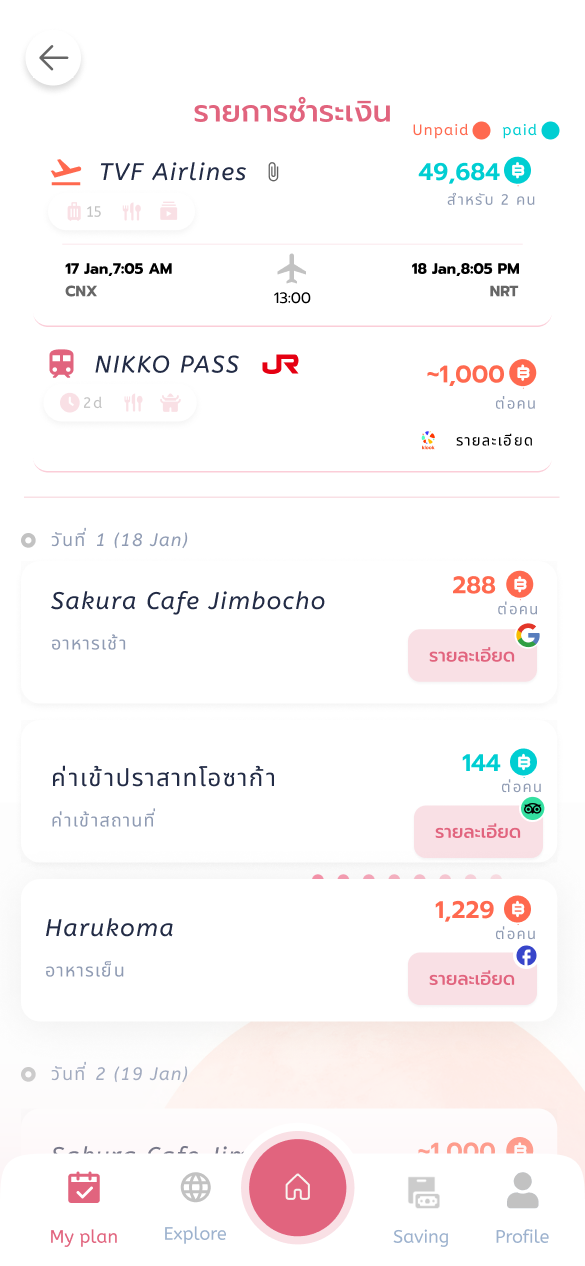 รายการชำระเงิน
Unpaid paid
TVF Airlines 49,684
15 สำหรับ 2 คน
17 Jan,7:05 AM 18 Jan,8:05 PM
CNX 13:00 NRT
NIKKO PASS JR ~1,000
2d ต่อคน
klook รายละเอียด
วันที่ 1 (18 Jan)
Sakura Cafe Jimbocho 288
ต่อคน
อาหารเช้า รายละเอียด
ค่าเข้าปราสาทโอซาก้า 144
ต่อคน
ค่าเข้าสถานที่ รายละเอียด
Harukoma 1,229
ต่อคน
อาหารเย็น รายละเอียด
วันที่ 2 (19 Jan)
Sakura Cafe ~1,000
My plan Explore Saving Profile